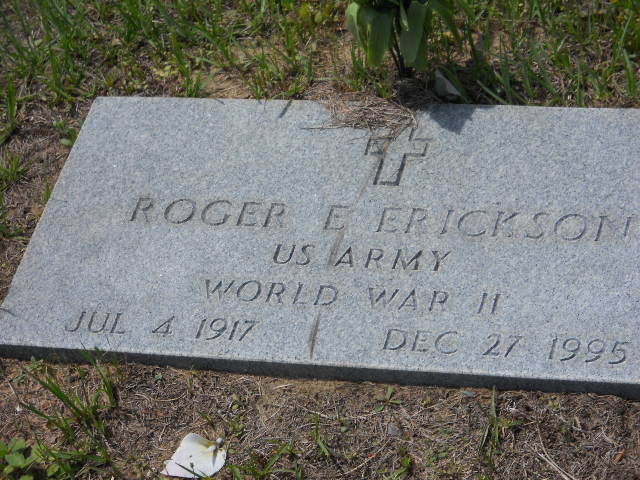 ROGER E ERICKSON
US ARMY
WORLD WAR II
JUL 4 1917 DEC 27 1995